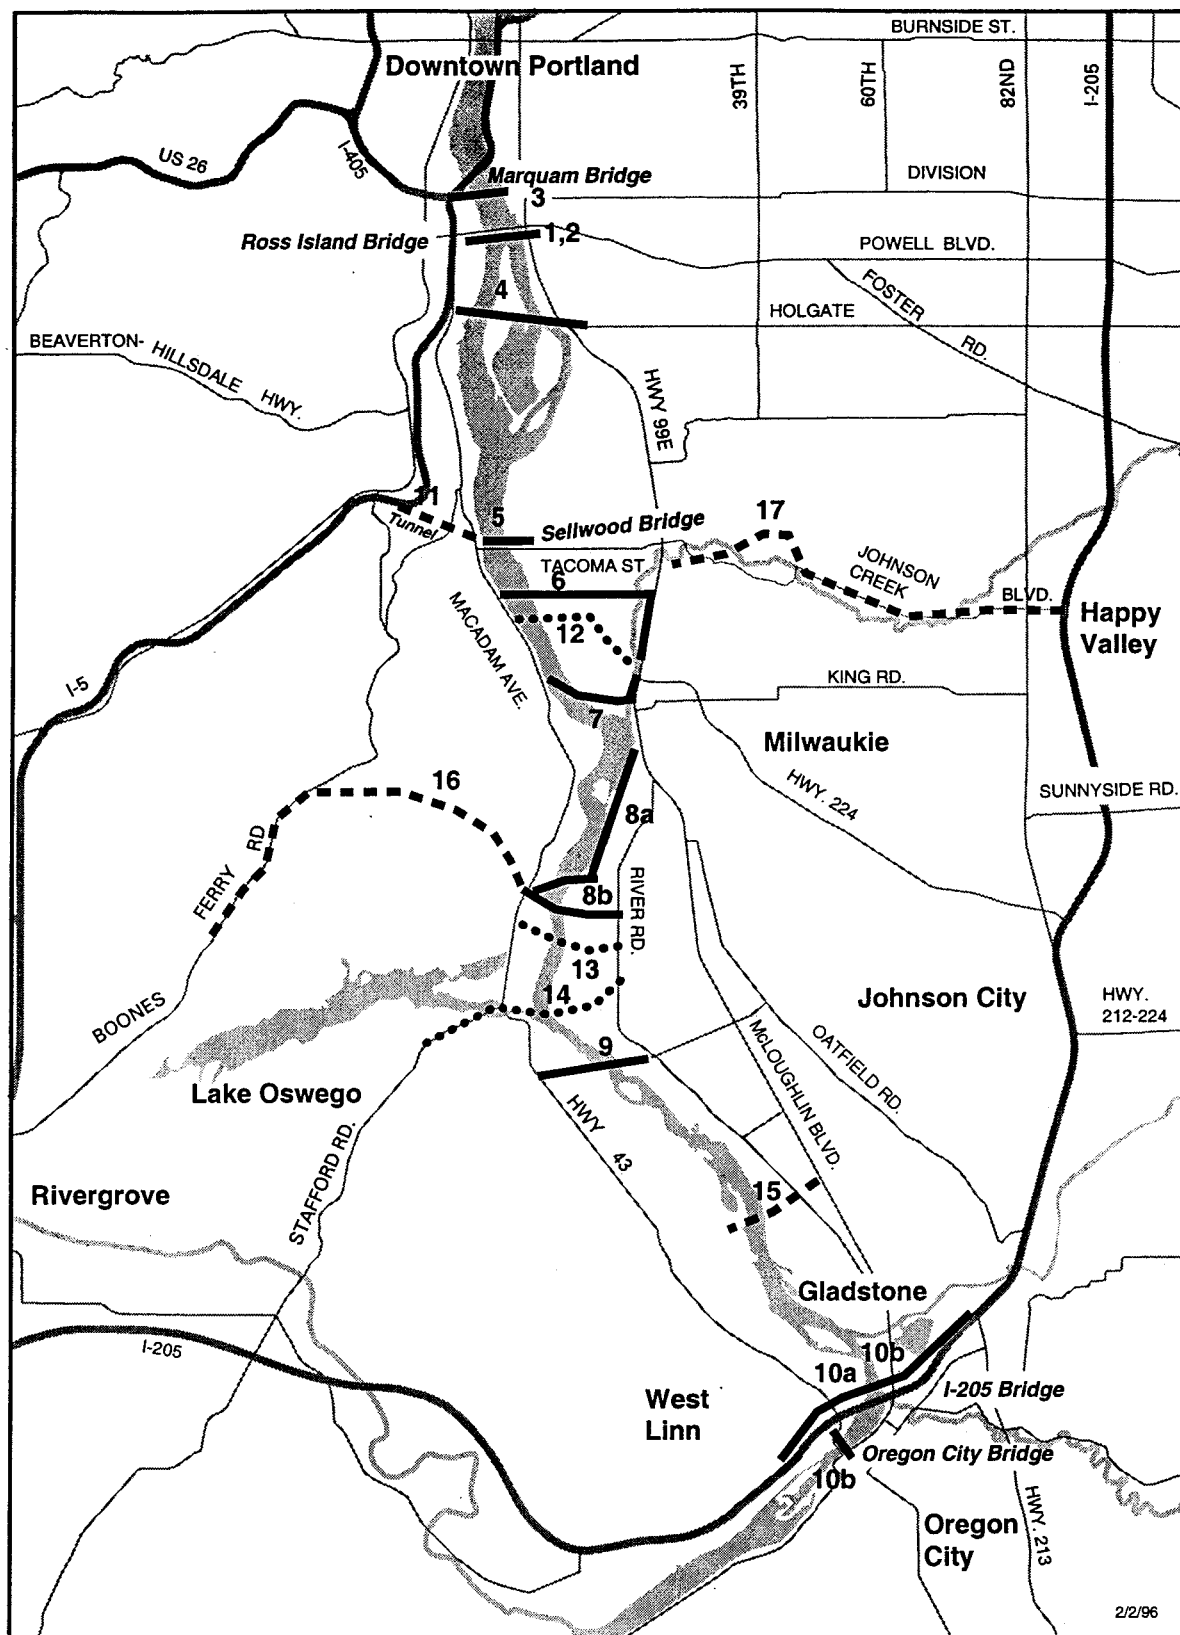 BURNSIDE ST.
Downtown Portland
39TH
60TH
82ND
I-205
US 26
I-405
Marquam Bridge
3
DIVISION
Ross Island Bridge
1,2
POWELL BLVD.
4
FOSTER
RD.
HOLGATE
BEAVERTON-
HILLSDALE
HWY.
HWY 99E
11
Tunnel
5
Sellwood Bridge
17
TACOMA ST.
6
JOHNSON
CREEK
BLVD.
Happy
Valley
MACADAM AVE.
12
I-5
KING RD.
7
Milwaukie
16
HWY. 224
SUNNYSIDE RD.
8a
FERRY
RD
8b
RIVER RD.
13
14
BOONES
Johnson City
HWY.
212-224
9
McLOUGHLIN BLVD.
OATFIELD RD.
Lake Oswego
HWY
43
STAFFORD RD.
Rivergrove
15
Gladstone
I-205
10b
10a
I-205 Bridge
West
Linn
Oregon City Bridge
10b
Oregon
City
HWY. 213
2/2/96